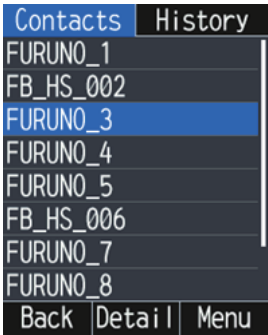 Contacts History
FURUNO_1
FB_HS_002
FURUNO_3
FURUNO_4
FURUNO_5
FB_HS_006
FURUNO_7
FURUNO_8
Back Detail Menu